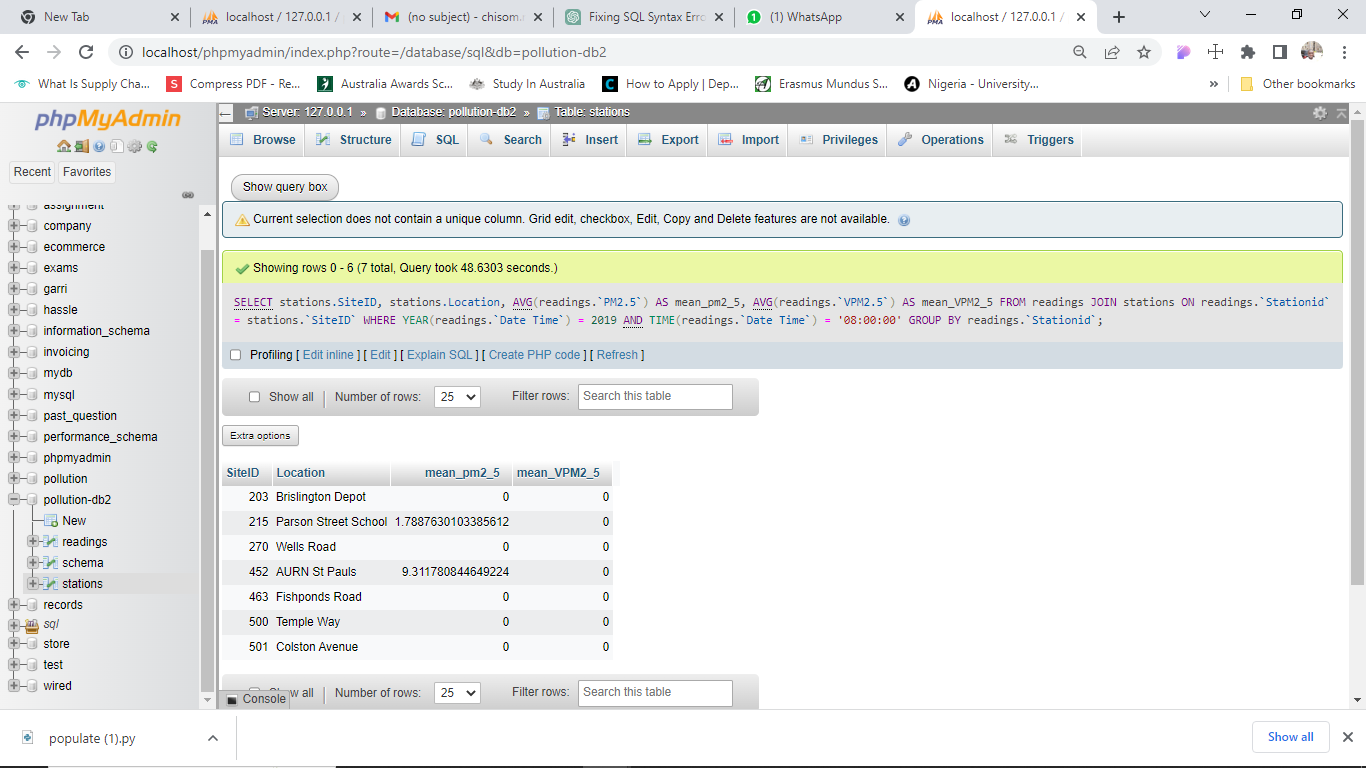 New Tab
localhost / 127.0.0.1 / p
(no subject) - chisom.
Fixing SQL Syntax Erro
(1) WhatsApp
localhost / 127.0.0.1 /
localhost/phpmyadmin/index.php?route=/database/sql&db=pollution-db2
What Is Supply Cha...
Compress PDF - Re...
Australia Awards Sc...
Study In Australia
How to Apply | Dep...
Erasmus Mundus S...
Nigeria - University...
»
Other bookmarks
phpMyAdmin
Recent
Favorites
assignment
company
ecommerce
exams
garri
hassle
information_schema
invoicing
mydb
mysql
past_question
performance_schema
phpmyadmin
pollution
pollution-db2
New
readings
schema
stations
records
sql
store
test
wired
Server: 127.0.0.1 » Database: pollution-db2 » Table: stations
Browse
Structure
SQL
Search
Insert
Export
Import
Privileges
Operations
Triggers
Show query box
Current selection does not contain a unique column. Grid edit, checkbox, Edit, Copy and Delete features are not available.
Showing rows 0 - 6 (7 total, Query took 48.6303 seconds.)
SELECT stations.SiteID, stations.Location, AVG(readings.`PM2.5`) AS mean_pm2_5, AVG(readings.`VPM2.5`) AS mean_VPM2_5 FROM readings JOIN stations ON readings.`Stationid`
= stations.`SiteID` WHERE YEAR(readings.`Date Time`) = 2019 AND TIME(readings.`Date Time`) = '08:00:00' GROUP BY readings.`Stationid`;
Profiling [ Edit inline ] [ Edit ] [ Explain SQL ] [ Create PHP code ] [ Refresh ]
Show all | Number of rows: 25 Filter rows: Search this table
Extra options
SiteID Location mean_pm2_5 mean_VPM2_5
203 Brislington Depot 0 0
215 Parson Street School 1.7887630103385612 0
270 Wells Road 0 0
452 AURN St Pauls 9.311780844649224 0
463 Fishponds Road 0 0
500 Temple Way 0 0
501 Colston Avenue 0 0
all | Number of rows: 25 Filter rows: Search this table
Console
populate (1).py
Show all